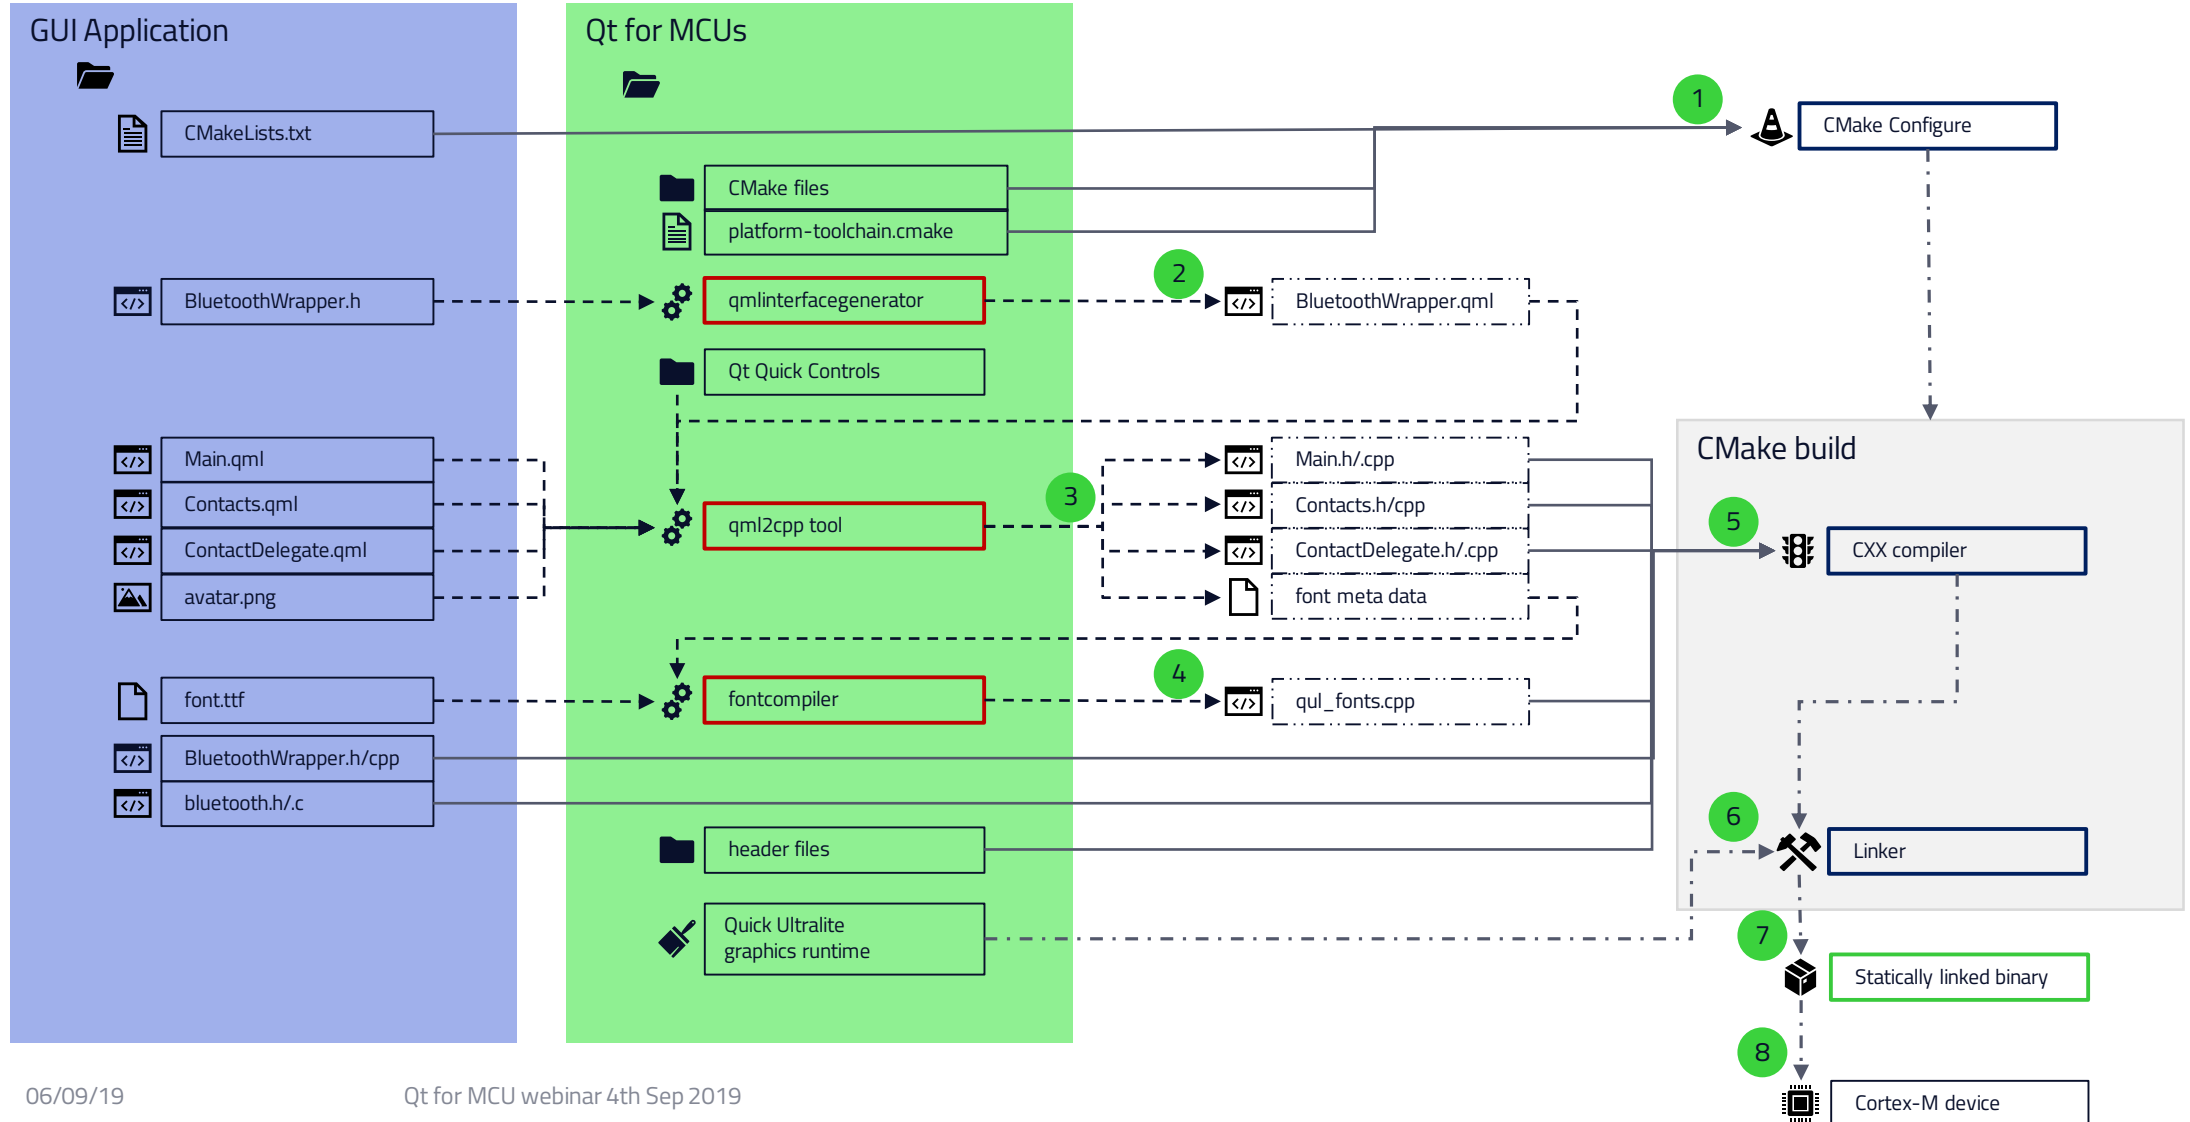 GUI Application
Qt for MCUs
1
CMakeLists.txt
CMake Configure
CMake files
platform-toolchain.cmake
2
BluetoothWrapper.h
qmlinterfacegenerator
BluetoothWrapper.qml
Qt Quick Controls
CMake build
Main.qml
Contacts.qml
ContactDelegate.qml
avatar.png
qml2cpp tool
3
Main.h/.cpp
Contacts.h/cpp
ContactDelegate.h/.cpp
font meta data
5
CXX compiler
4
font.ttf
fontcompiler
qul_fonts.cpp
BluetoothWrapper.h/cpp
bluetooth.h/.c
header files
6
Linker
Quick Ultralite
graphics runtime
7
Statically linked binary
8
Cortex-M device
06/09/19
Qt for MCU webinar 4th Sep 2019